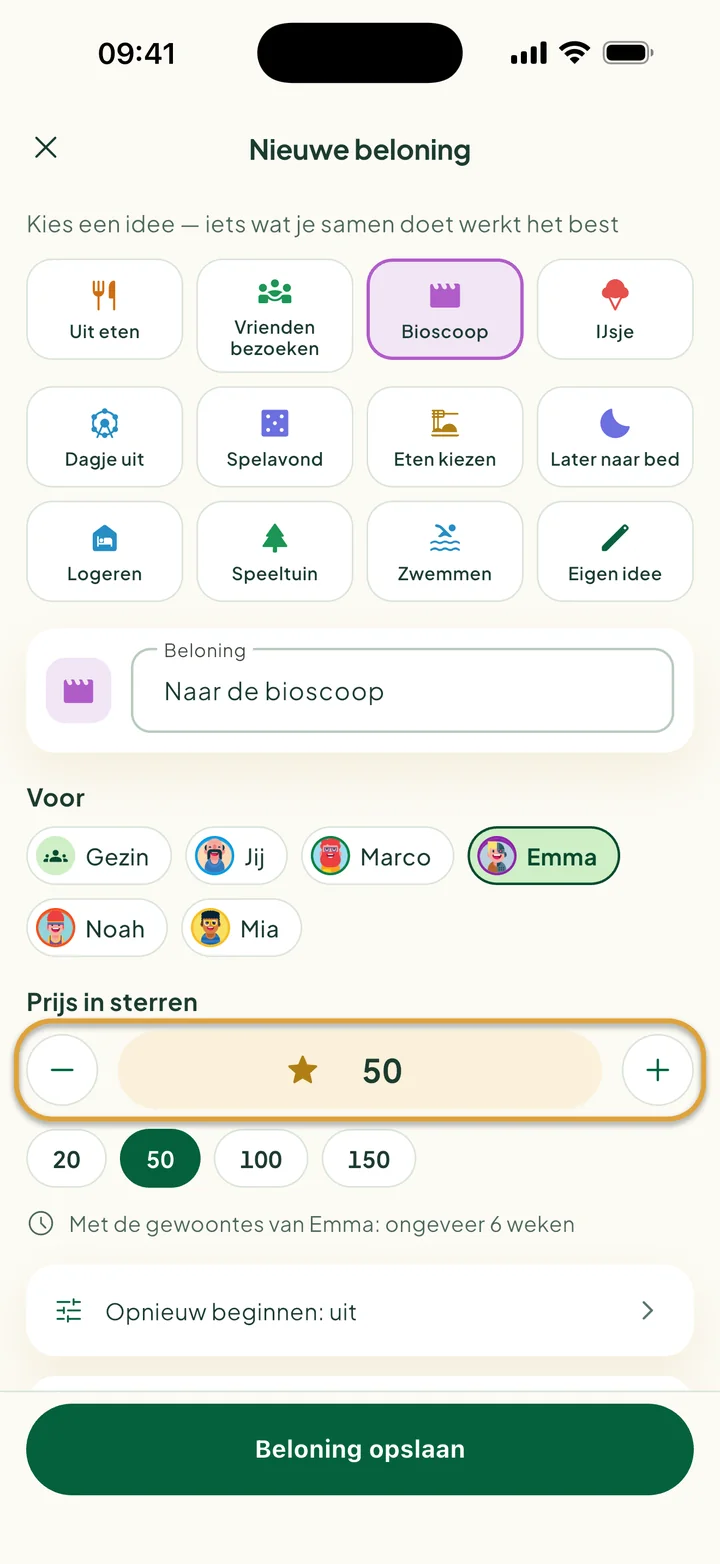 09:41
Nieuwe beloning
Kies een idee — iets wat je samen doet werkt het best
Uit eten
Vrienden
bezoeken
Bioscoop
IJsje
Dagje uit
Spelavond
Eten kiezen
Later naar bed
Logeren
Speeltuin
Zwemmen
Eigen idee
Beloning
Naar de bioscoop
Voor
Gezin
Jij
Marco
Emma
Noah
Mia
Prijs in sterren
50
20
50
100
150
Met de gewoontes van Emma: ongeveer 6 weken
Opnieuw beginnen: uit
Beloning opslaan